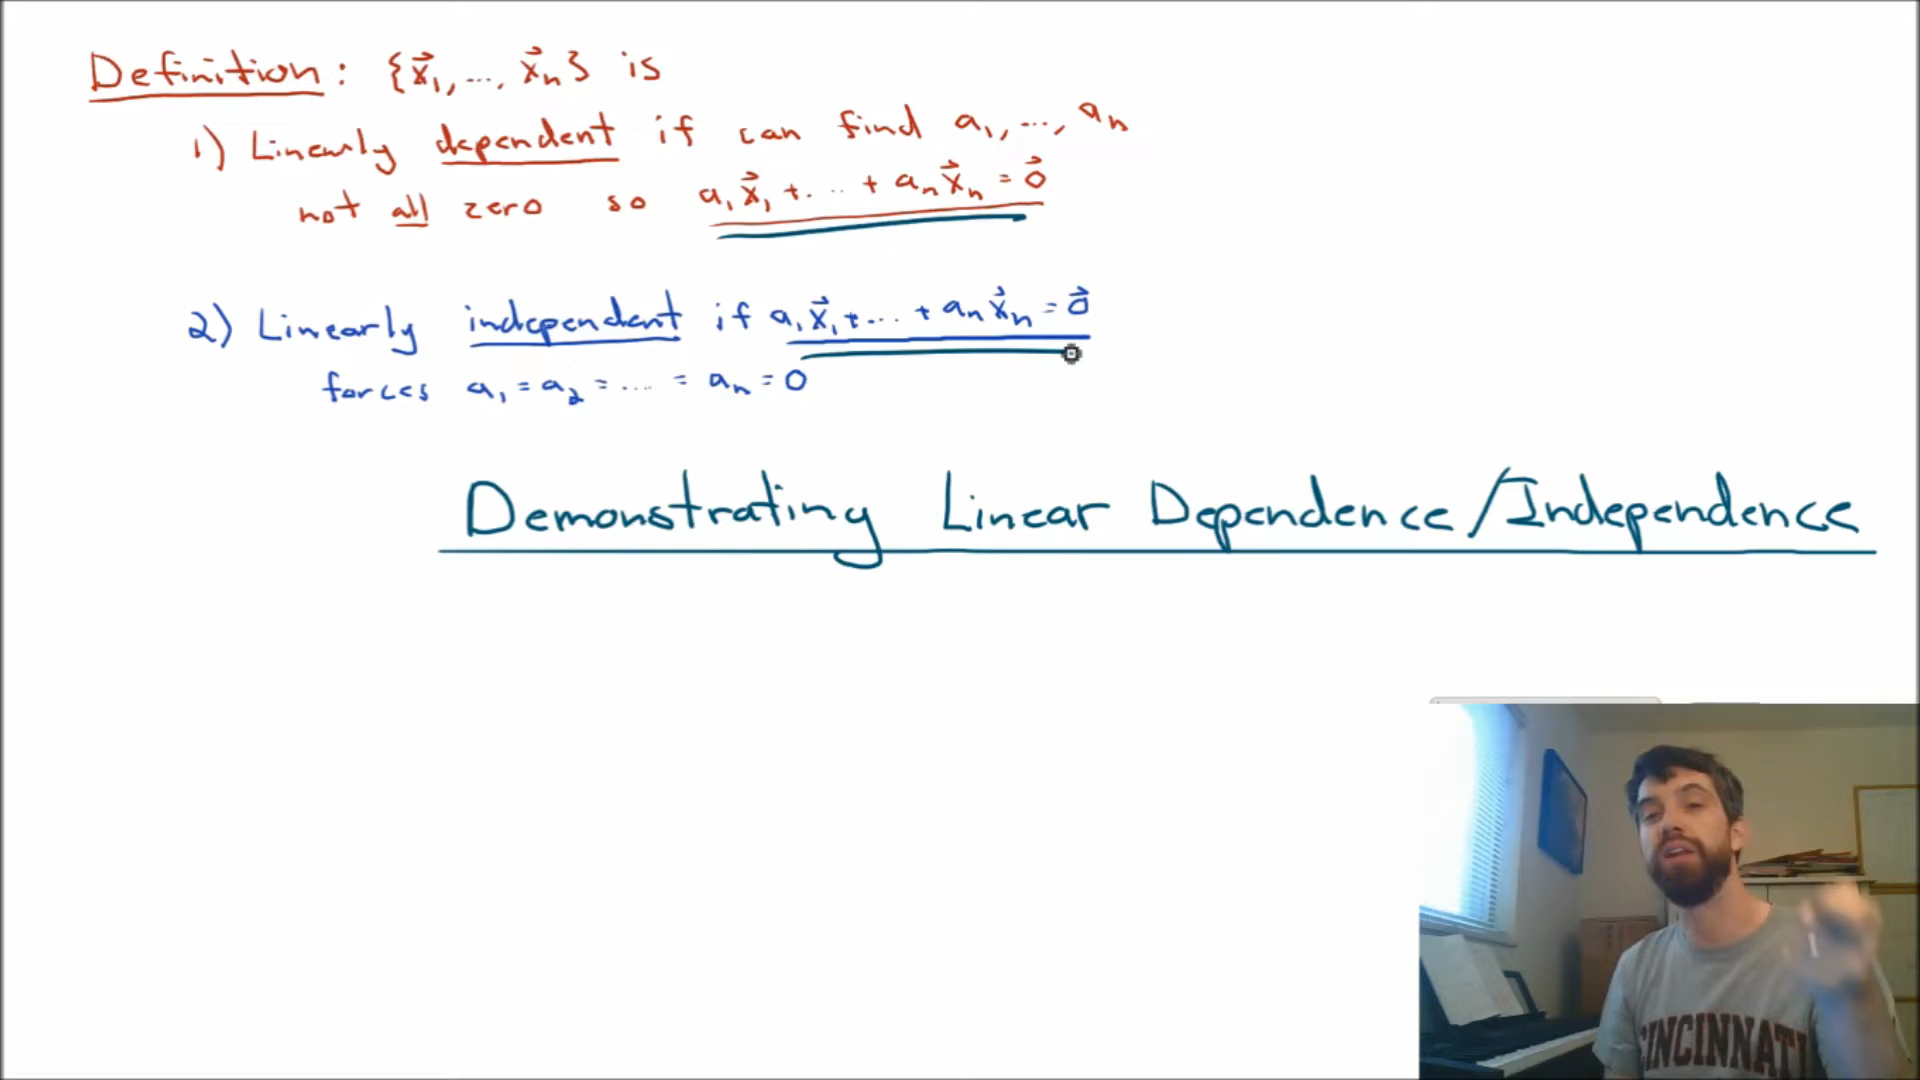 Definition: {x⃗₁, ..., x⃗ₙ} is
1) Linearly dependent if can find a₁, ..., aₙ
not all zero so a₁x⃗₁ + ... + aₙx⃗ₙ = 0⃗
2) Linearly independent if a₁x⃗₁ + ... + aₙx⃗ₙ = 0⃗
forces a₁ = a₂ = .... = aₙ = 0
Demonstrating Linear Dependence/Independence
CINCINNATI